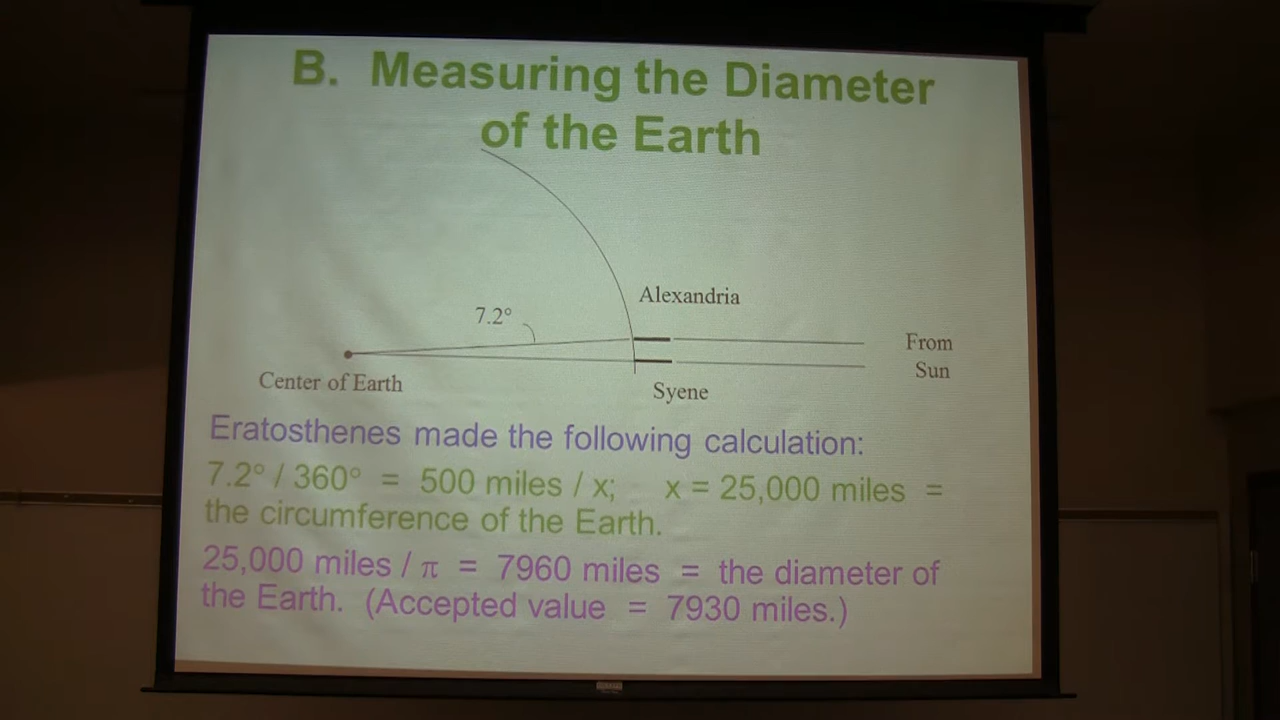 B. Measuring the Diameter
of the Earth
Alexandria
7.2°
From
Sun
Center of Earth
Syene
Eratosthenes made the following calculation:
7.2° / 360° = 500 miles / x; x = 25,000 miles =
the circumference of the Earth.
25,000 miles / π = 7960 miles = the diameter of
the Earth. (Accepted value = 7930 miles.)